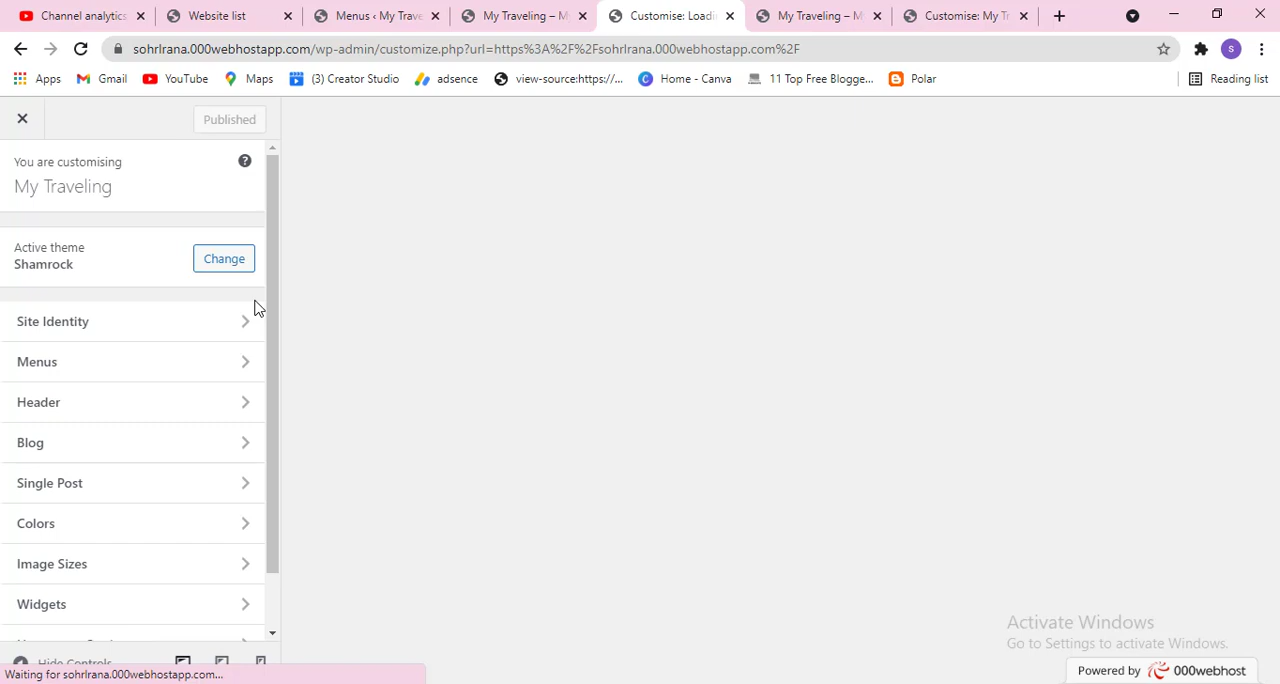 Channel analytics
Website list
Menus ‹ My Trave
My Traveling – M
Customise: Loadi
My Traveling – M
Customise: My Tr
sohrlrana.000webhostapp.com/wp-admin/customize.php?url=https%3A%2F%2Fsohrlrana.000webhostapp.com%2F
S
Apps
Gmail
YouTube
Maps
(3) Creator Studio
adsance
view-source:https://...
Home - Canva
11 Top Free Blogge...
Polar
Reading list
Published
You are customising
My Traveling
Active theme
Shamrock
Change
Site Identity
Menus
Header
Blog
Single Post
Colors
Image Sizes
Widgets
Hide Controls
Waiting for sohrlrana.000webhostapp.com...
Activate Windows
Go to Settings to activate Windows.
Powered by 000webhost